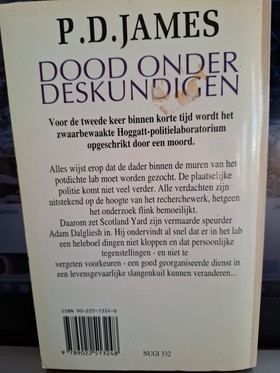 P.D.JAMES
DOOD ONDER
DESKUNDIGEN
Voor de tweede keer binnen korte tijd wordt het
zwaarbewaakte Hoggatt-politielaboratorium
opgeschrikt door een moord.
Alles wijst erop dat de dader binnen de muren van het
potdichte lab moet worden gezocht. De plaatselijke
politie komt niet veel verder. Alle verdachten zijn
uitstekend op de hoogte van het recherchewerk, hetgeen
het onderzoek flink bemoeilijkt.
Daarom zet Scotland Yard zijn vermaarde speurder
Adam Dalgliesh in. Hij ondervindt al snel dat er in het lab
een heleboel dingen niet kloppen en dat persoonlijke
tegenstellingen - en niet te
vergeten voorkeuren - een goed georganiseerde dienst in
een levensgevaarlijke slangenkuil kunnen veranderen...
ISBN 90-225-1324-6
9 789022 513248
NUGI 332